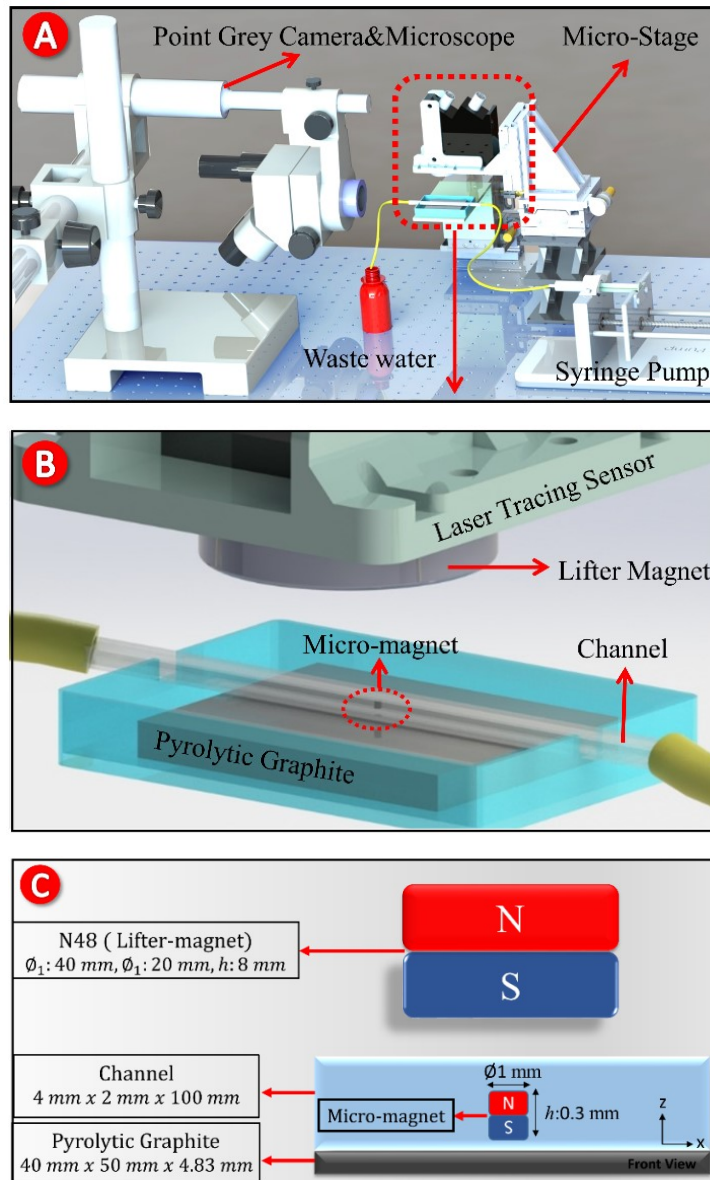 A
Point Grey Camera&Microscope
Micro-Stage
Waste water
Syringe Pump
B
Laser Tracing Sensor
Lifter Magnet
Micro-magnet
Channel
Pyrolytic Graphite
C
N
S
N48 ( Lifter-magnet)
Ø₁: 40 mm, Ø₁: 20 mm, h: 8 mm
Channel
4 mm x 2 mm x 100 mm
Ø1 mm
Micro-magnet
N
S
h:0.3 mm
z
x
Pyrolytic Graphite
40 mm x 50 mm x 4.83 mm
Front View